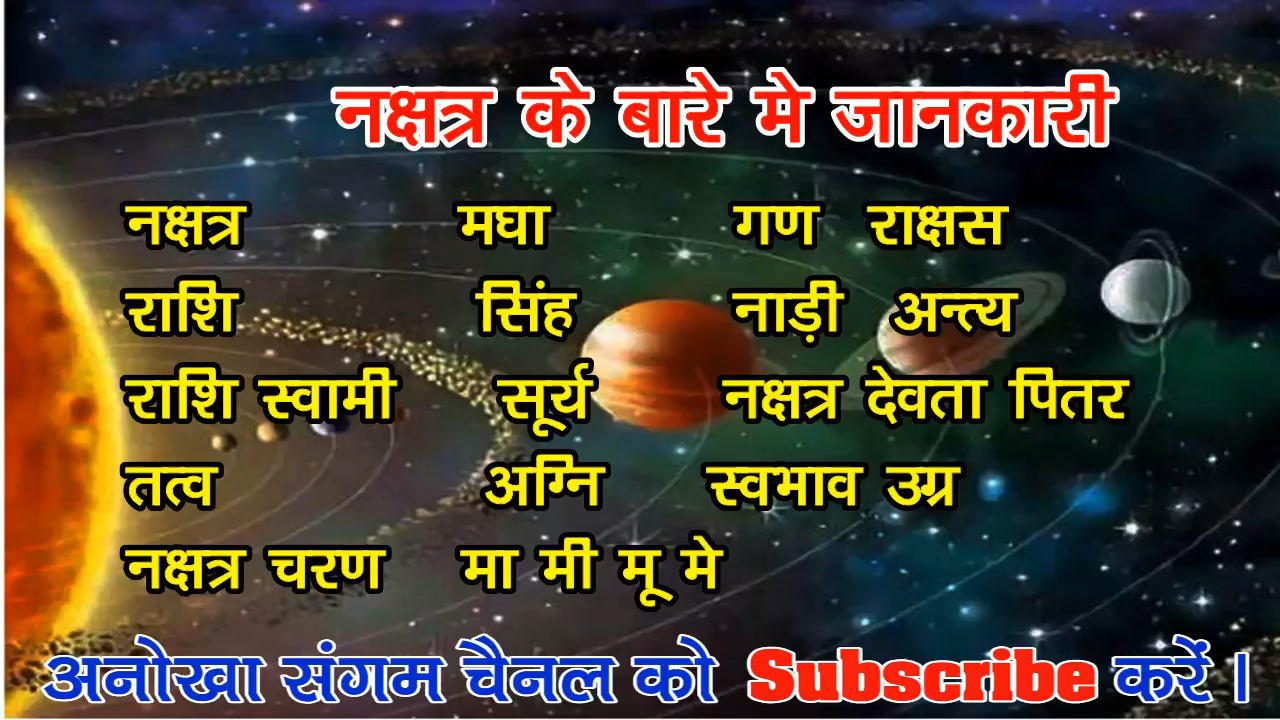 नक्षत्र के बारे मे जानकारी
नक्षत्र मघा गण राक्षस
राशि सिंह नाड़ी अन्त्य
राशि स्वामी सूर्य नक्षत्र देवता पितर
तत्व अग्नि स्वभाव उग्र
नक्षत्र चरण मा मी मू मे
अनोखा संगम चैनल को Subscribe करें ।